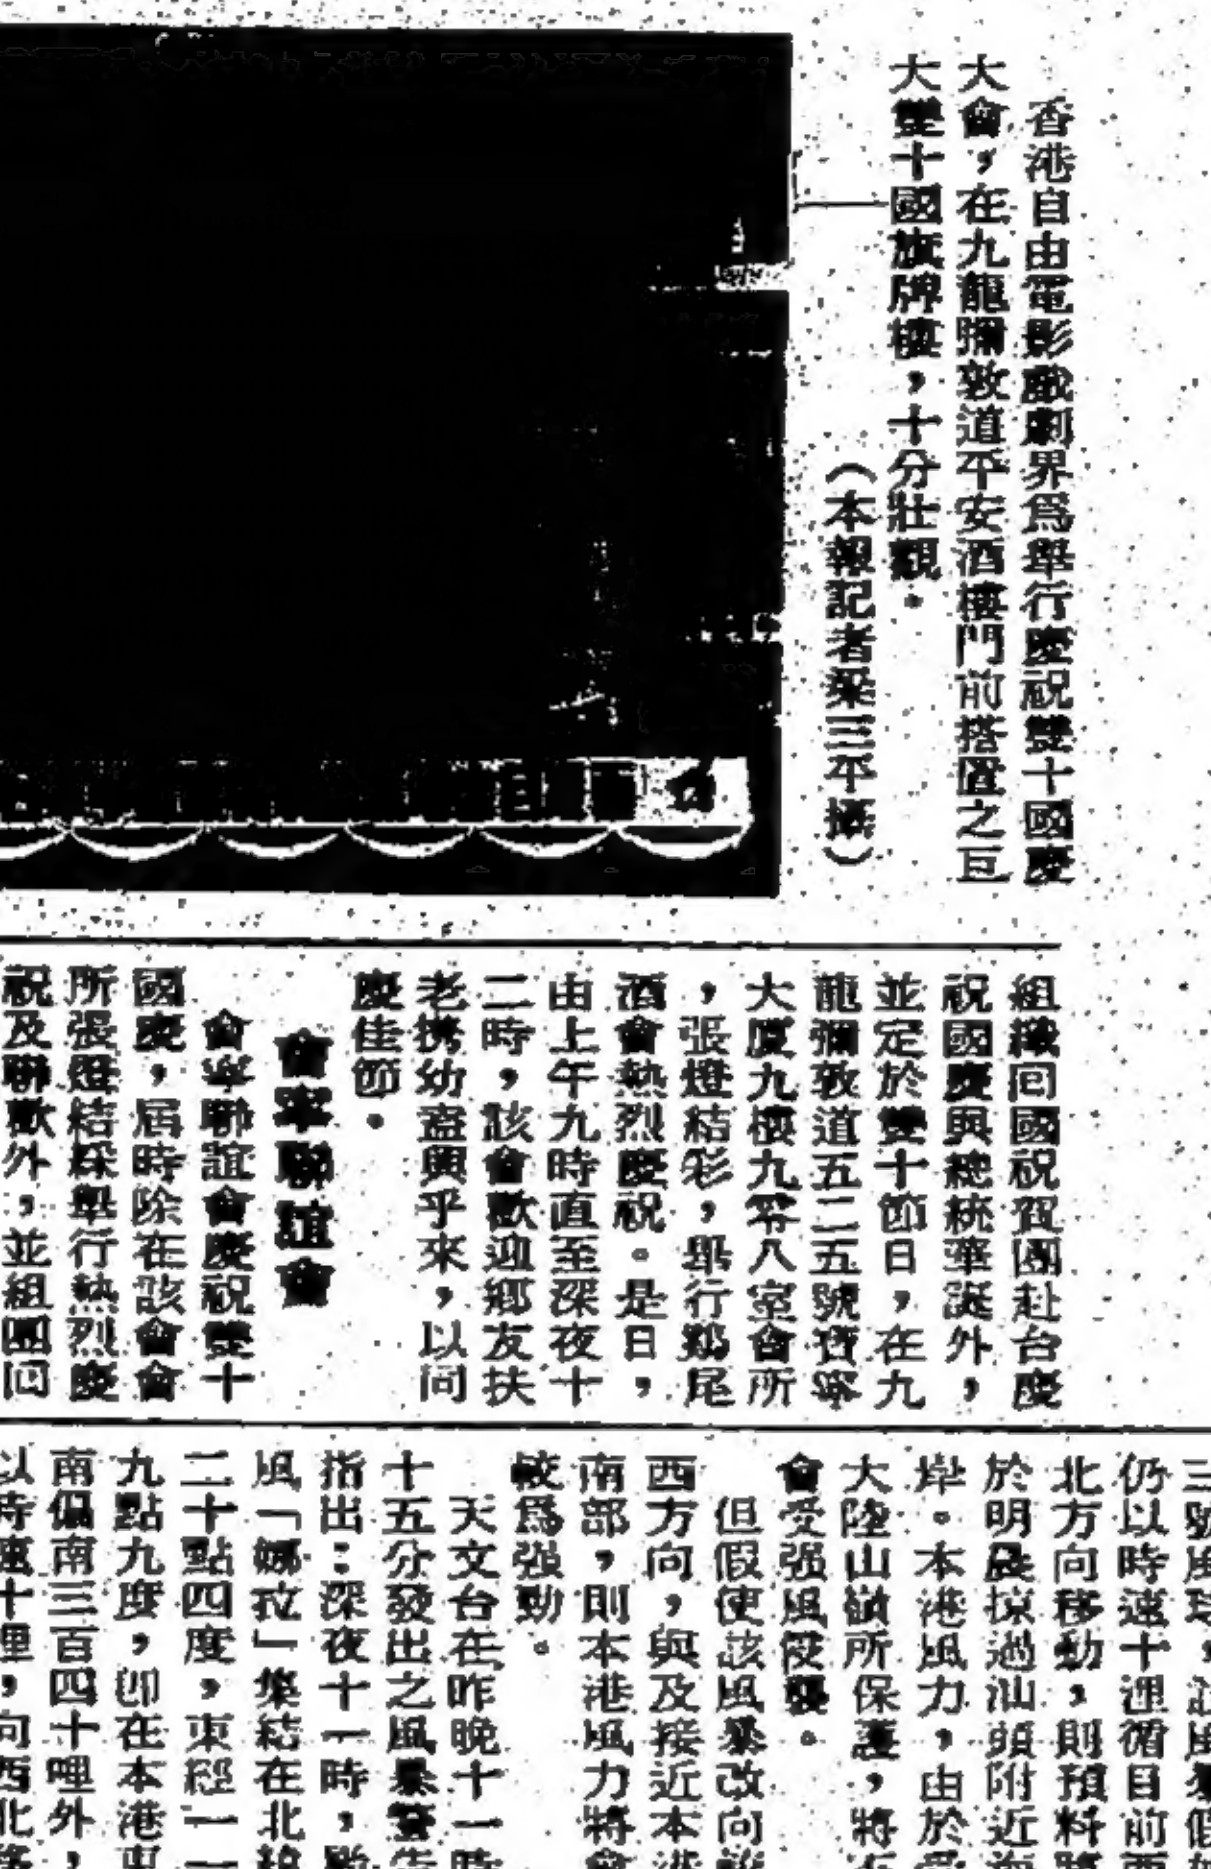 香港自由電影戲劇界爲舉行慶祝雙十國慶
大會，在九龍彌敦道平安酒樓門前搭置之巨
大雙十國旗牌樓，十分壯觀。
（本報記者梁三平攝）
組織回國祝賀團赴台慶
祝國慶與總統華誕外，
並定於雙十節日，在九
龍彌敦道五二五號寶寧
大厦九樓九零八室會所
，張燈結彩，舉行鷄尾
酒會熱烈慶祝。是日，
由上午九時直至深夜十
二時，該會歡迎鄉友扶
老携幼盍興乎來，以同
慶佳節。
會寧聯誼會
會寧聯誼會慶祝雙十
國慶，屆時除在該會會
所張燈結綵舉行熱烈慶
祝及聯歡外，並組團回
三號風球，該風暴假如
仍以時速十浬循目前西
北方向移動，則預料將
於明晨掠過汕頭附近海
岸。本港風力，由於受
大陸山嶺所保護，將不
會受强風侵襲。
但假使該風暴改向
西方向，與及接近本港
南部，則本港風力將會
較爲强勁。
天文台在昨晚十一時
十五分發出之風暴警告
指出：深夜十一時，颱
風「娜拉」集結在北緯
二十點四度，東經一一
九點九度，即在本港東
南偏南三百四十哩外，
以時速十浬，向西北移